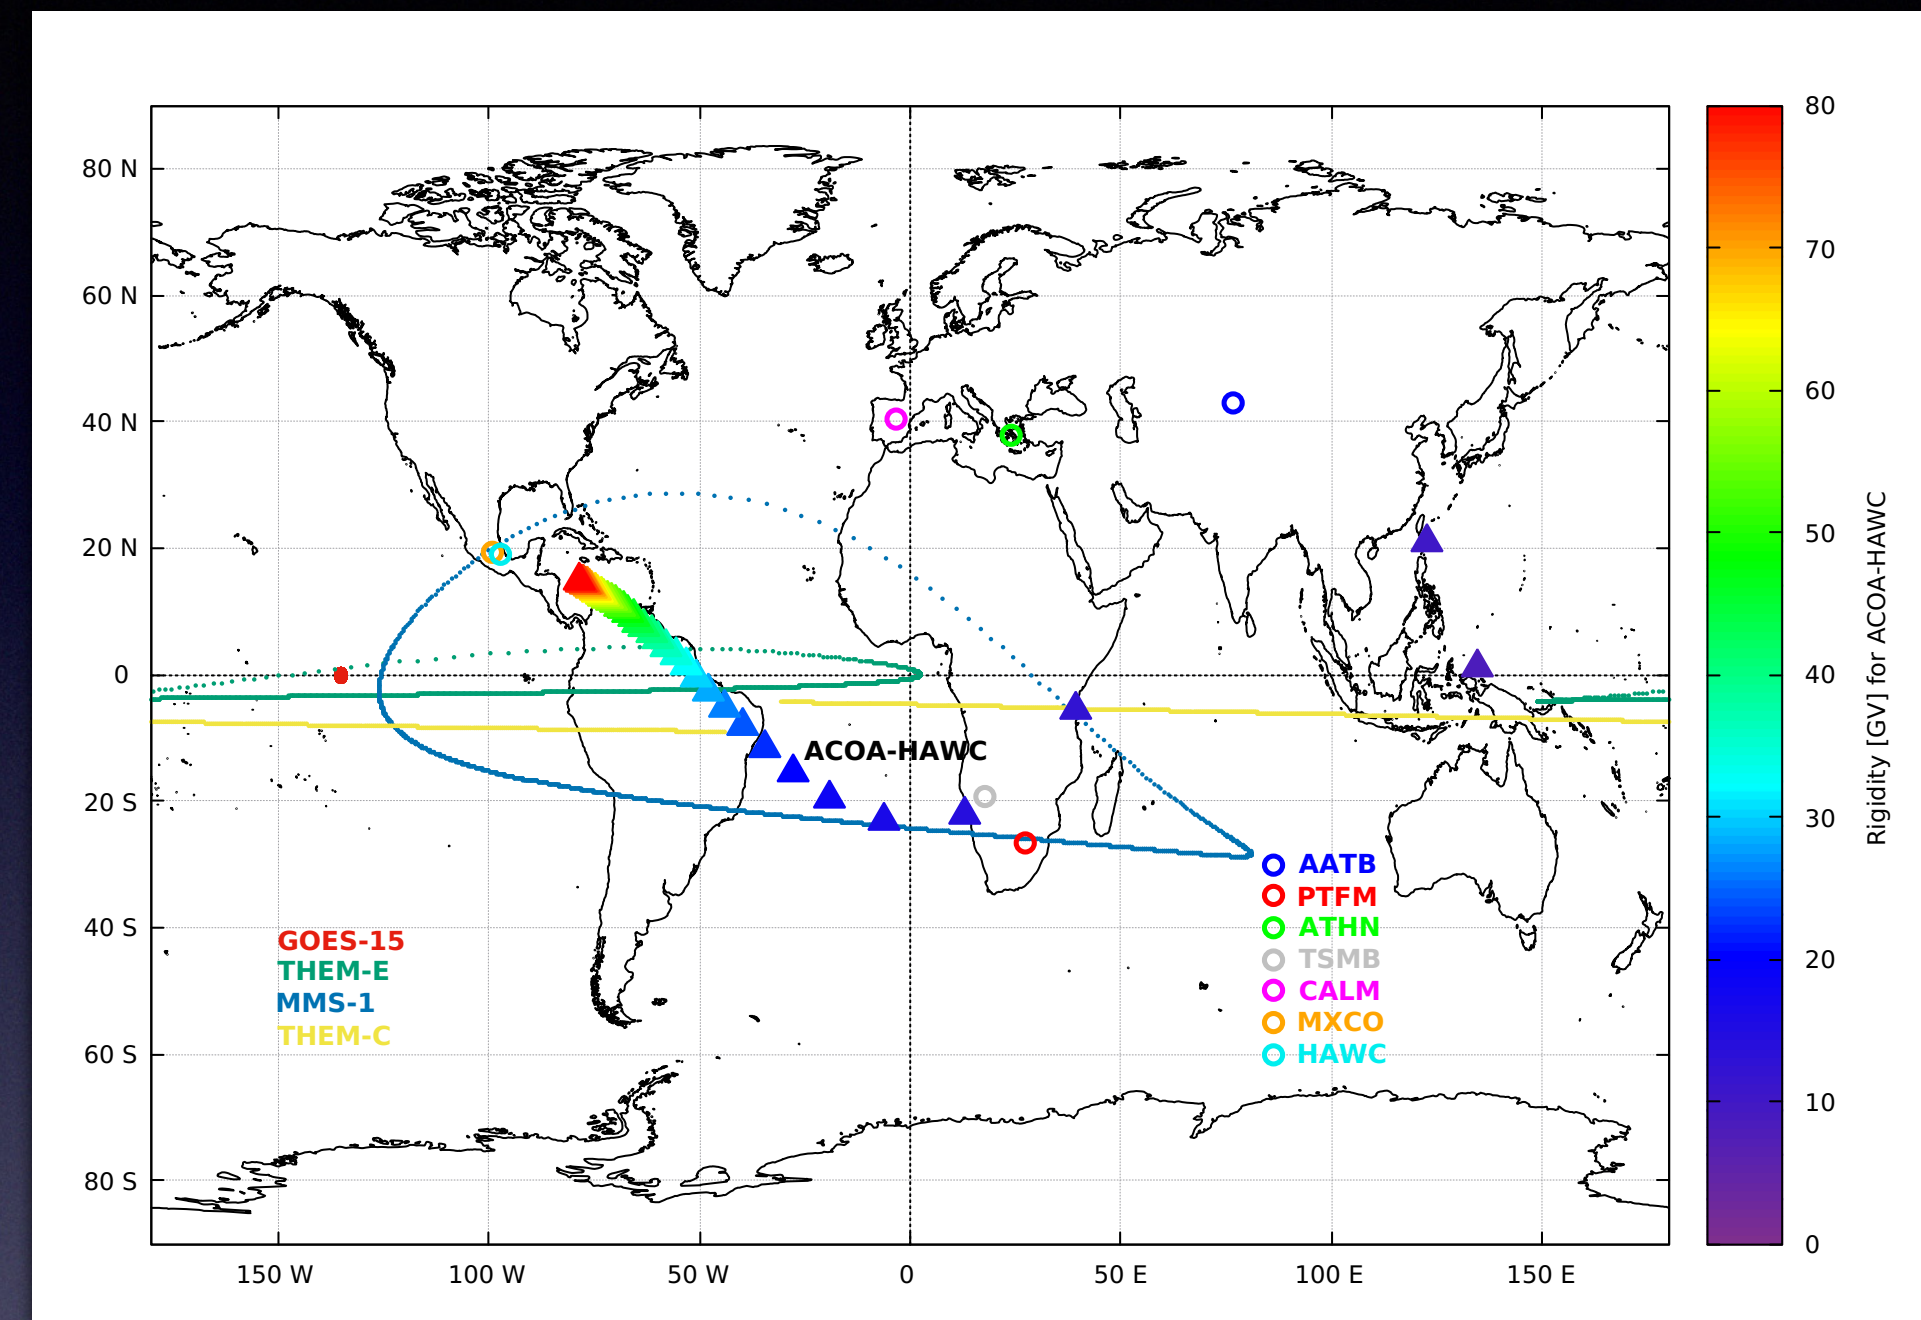 80 N
60 N
40 N
20 N
0
20 S
40 S
60 S
80 S
150 W
100 W
50 W
0
50 E
100 E
150 E
ACOA-HAWC
GOES-15
THEM-E
MMS-1
THEM-C
AATB
PTFM
ATHN
TSMB
CALM
MXCO
HAWC
80
70
60
50
40
30
20
10
0
Rigidity [GV] for ACOA-HAWC